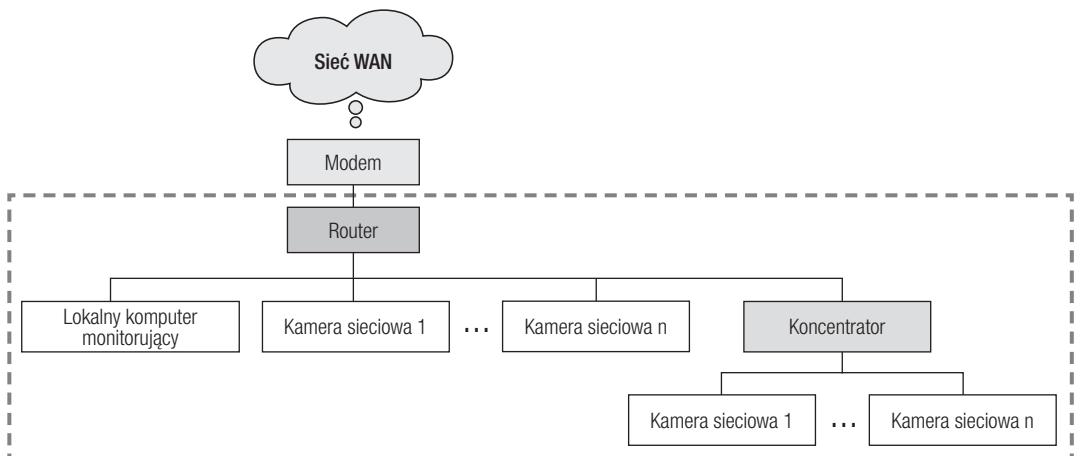 Sieć WAN
Modem
Router
Lokalny komputer
monitorujący
Kamera sieciowa 1
...
Kamera sieciowa n
Koncentrator
Kamera sieciowa 1
...
Kamera sieciowa n